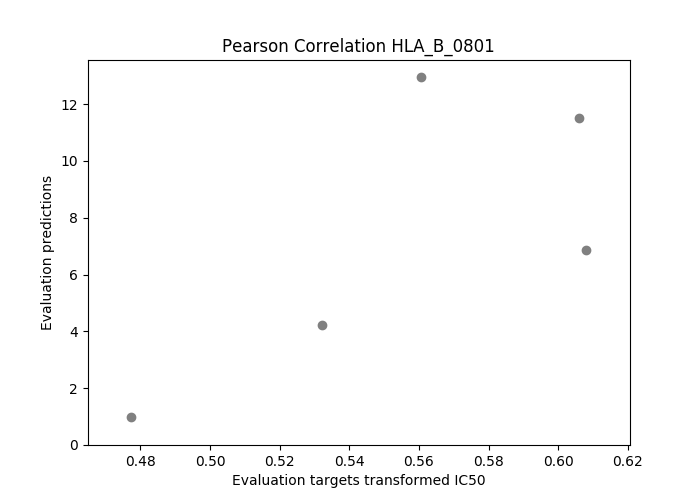 Pearson Correlation HLA_B_0801
12
10
8
6
4
2
0
Evaluation predictions
0.48 0.50 0.52 0.54 0.56 0.58 0.60 0.62
Evaluation targets transformed IC50